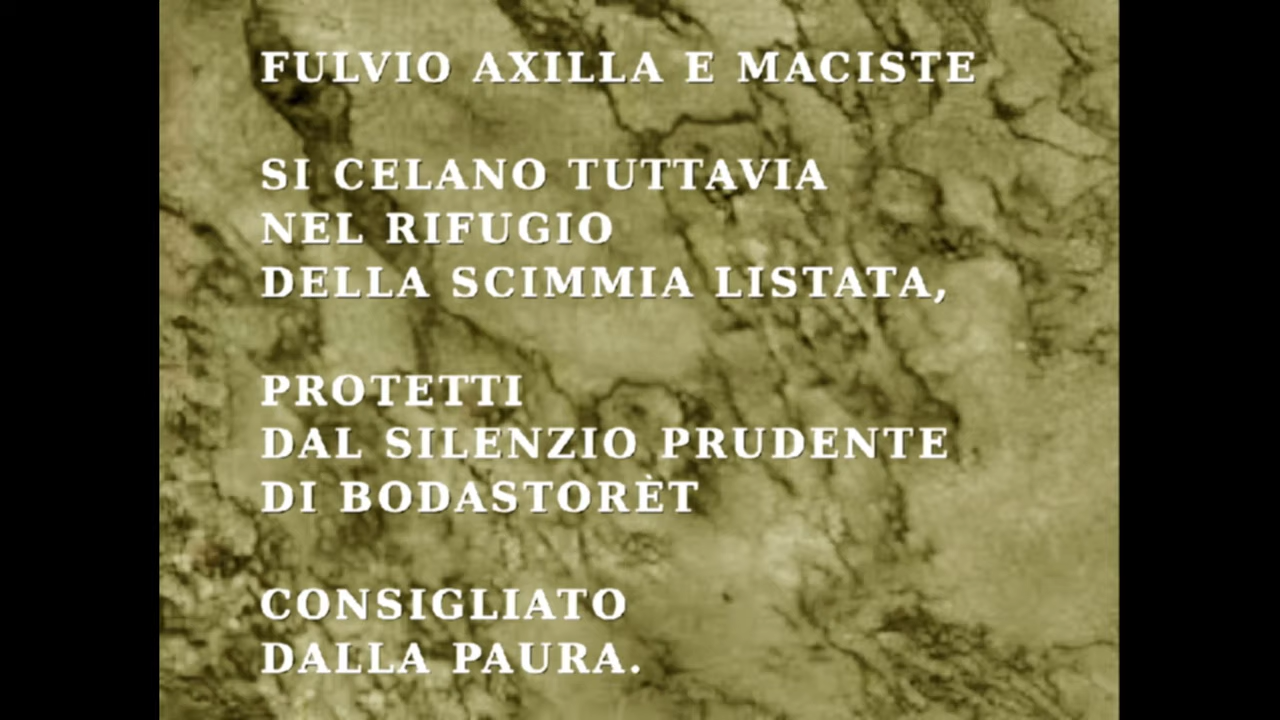 FULVIO AXILLA E MACISTE
SI CELANO TUTTAVIA
NEL RIFUGIO
DELLA SCIMMIA LISTATA,
PROTETTI
DAL SILENZIO PRUDENTE
DI BODASTORÈT
CONSIGLIATO
DALLA PAURA.